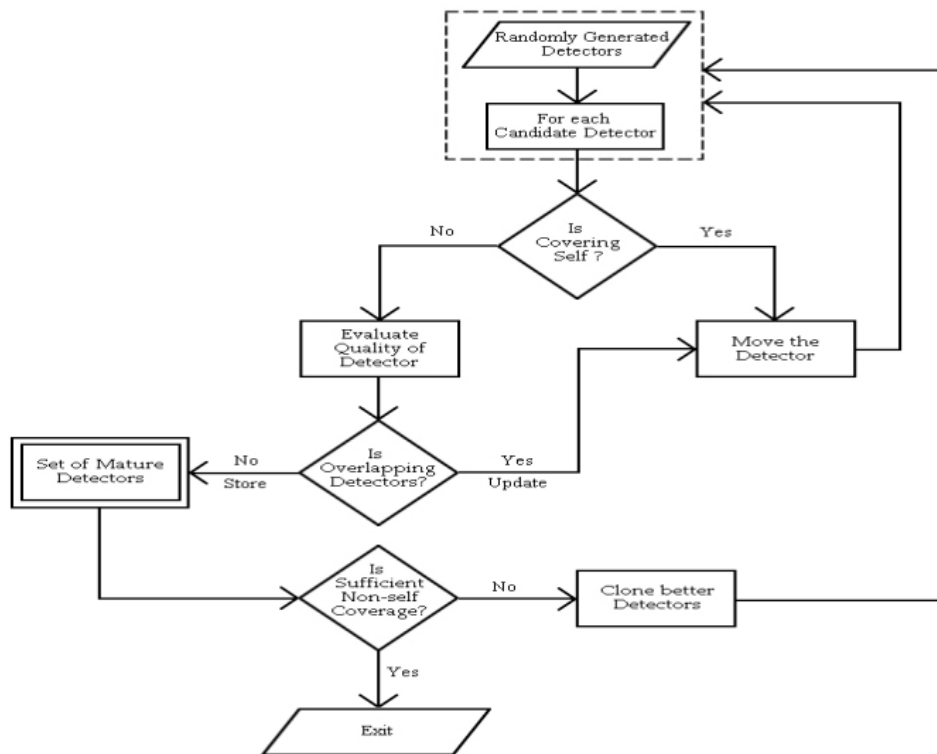 Randomly Generated
Detectors
For each
Candidate Detector
Is
Covering
Self ?
No
Yes
Evaluate
Quality of
Detector
Move the
Detector
Is
Overlapping
Detectors?
No
Store
Yes
Update
Set of Mature
Detectors
Is
Sufficient
Non-self
Coverage?
No
Clone better
Detectors
Yes
Exit